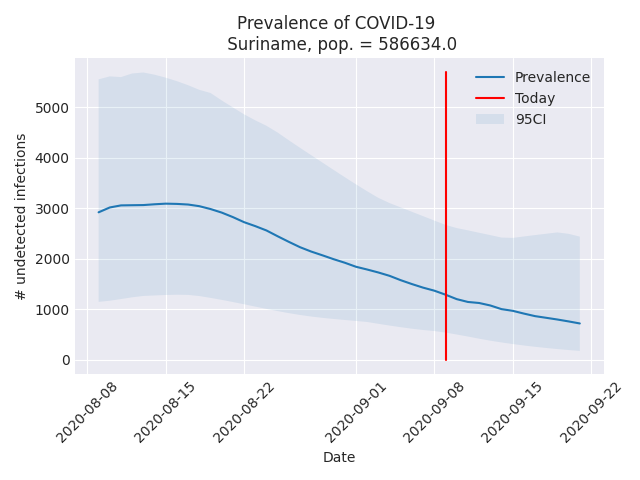 Prevalence of COVID-19
Suriname, pop. = 586634.0
Prevalence
Today
95CI
# undetected infections
5000
4000
3000
2000
1000
0
2020-08-08
2020-08-15
2020-08-22
2020-09-01
2020-09-08
2020-09-15
2020-09-22
Date